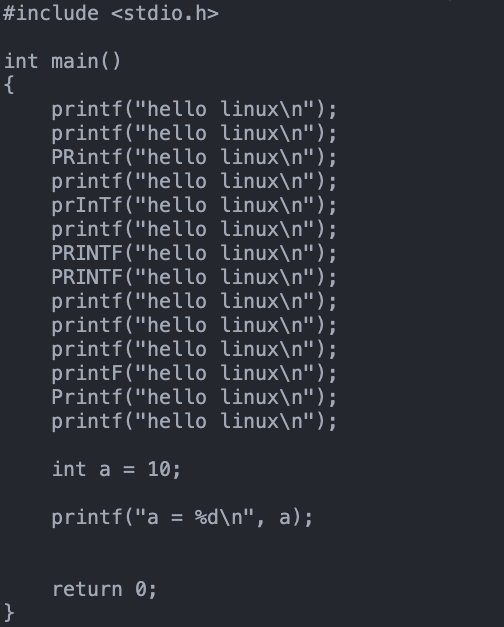 #include <stdio.h>

int main()
{
    printf("hello linux\n");
    printf("hello linux\n");
    PRintf("hello linux\n");
    printf("hello linux\n");
    prInTf("hello linux\n");
    printf("hello linux\n");
    PRINTF("hello linux\n");
    PRINTF("hello linux\n");
    printf("hello linux\n");
    printf("hello linux\n");
    printf("hello linux\n");
    printF("hello linux\n");
    Printf("hello linux\n");
    printf("hello linux\n");

    int a = 10;

    printf("a = %d\n", a);


    return 0;
}